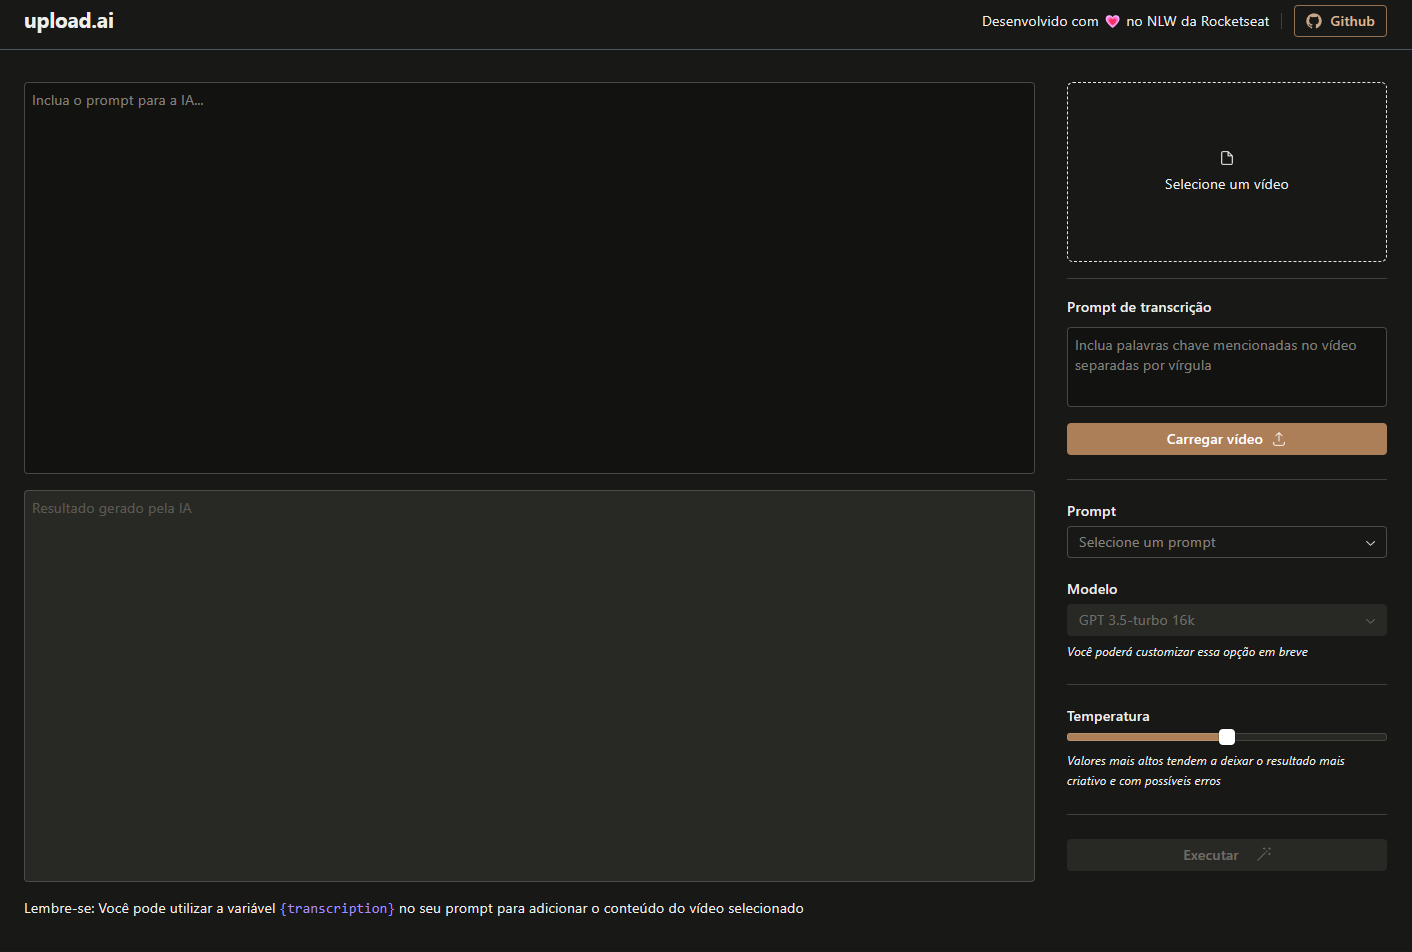 upload.ai
Desenvolvido com 💗 no NLW da Rocketseat
Github
Inclua o prompt para a IA...
Resultado gerado pela IA
Lembre-se: Você pode utilizar a variável {transcription} no seu prompt para adicionar o conteúdo do vídeo selecionado
Selecione um vídeo
Prompt de transcrição
Inclua palavras chave mencionadas no vídeo
separadas por vírgula
Carregar vídeo
Prompt
Selecione um prompt
Modelo
GPT 3.5-turbo 16k
Você poderá customizar essa opção em breve
Temperatura
Valores mais altos tendem a deixar o resultado mais
criativo e com possíveis erros
Executar